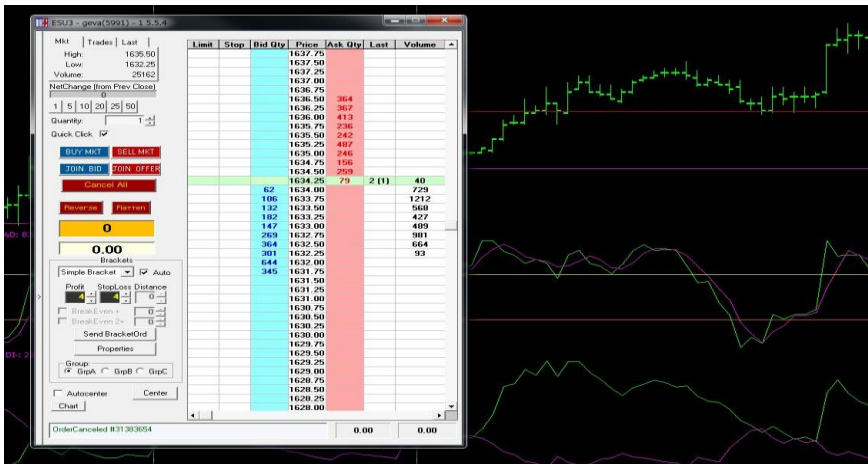 ESU3 - geva(5991) - 1 5.5.4
Mkt Trades Last
High: 1635.50
Low: 1632.25
Volume: 25162
NetChange (from Prev Close)
0
1 5 10 20 25 50
Quantity: 1
Quick Click
BUY MKT SELL MKT
JOIN BID JOIN OFFER
Cancel All
Reverse Flatten
0
0.00
Brackets
Simple Bracket Auto
Profit StopLoss Distance
4 4 0
BreakEven + 0
BreakEven 2+ 0
Send BracketOrd
Properties
Group:
GrpA GrpB GrpC
Autocenter Center
Chart
Limit Stop Bid Qty Price Ask Qty Last Volume
1637.75
1637.50
1637.25
1637.00
1636.75
1636.50 364
1636.25 367
1636.00 413
1635.75 236
1635.50 242
1635.25 487
1635.00 246
1634.75 156
1634.50 259
1634.25 79 2 (1) 40
62 1634.00 729
106 1633.75 1212
132 1633.50 568
182 1633.25 427
147 1633.00 489
269 1632.75 981
364 1632.50 664
301 1632.25 93
644 1632.00
345 1631.75
1631.50
1631.25
1631.00
1630.75
1630.50
1630.25
1630.00
1629.75
1629.50
1629.25
1629.00
1628.75
1628.50
1628.25
1628.00
OrderCanceled #31383654 0.00 0.00